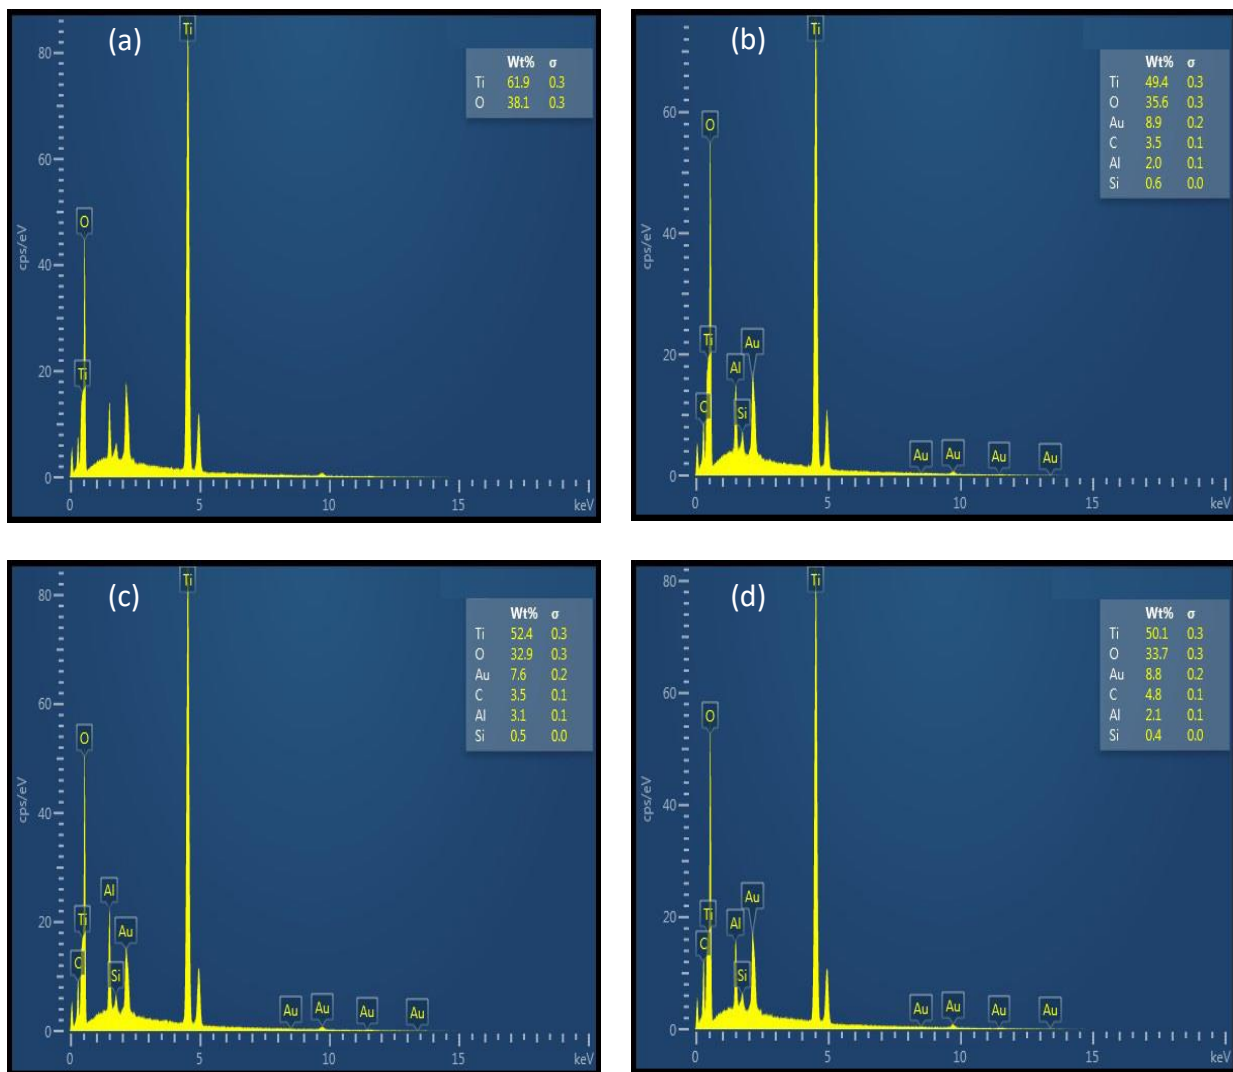 (a)
Ti
Wt% σ
Ti 61.9 0.3
O 38.1 0.3
O
Ti
cps/eV
80
60
40
20
0
0 5 10 15 keV
(b)
Ti
Wt% σ
Ti 49.4 0.3
O 35.6 0.3
Au 8.9 0.2
C 3.5 0.1
Al 2.0 0.1
Si 0.6 0.0
O
Ti
Au
Al
C
Si
Au Au Au Au
cps/eV
60
40
20
0
0 5 10 15 keV
(c)
Ti
Wt% σ
Ti 52.4 0.3
O 32.9 0.3
Au 7.6 0.2
C 3.5 0.1
Al 3.1 0.1
Si 0.5 0.0
O
Al
Ti
Au
C
Si
Au Au Au Au
cps/eV
80
60
40
20
0
0 5 10 15 keV
(d)
Ti
Wt% σ
Ti 50.1 0.3
O 33.7 0.3
Au 8.8 0.2
C 4.8 0.1
Al 2.1 0.1
Si 0.4 0.0
O
Au
Ti
Al
C
Si
Au Au Au Au
cps/eV
80
60
40
20
0
0 5 10 15 keV